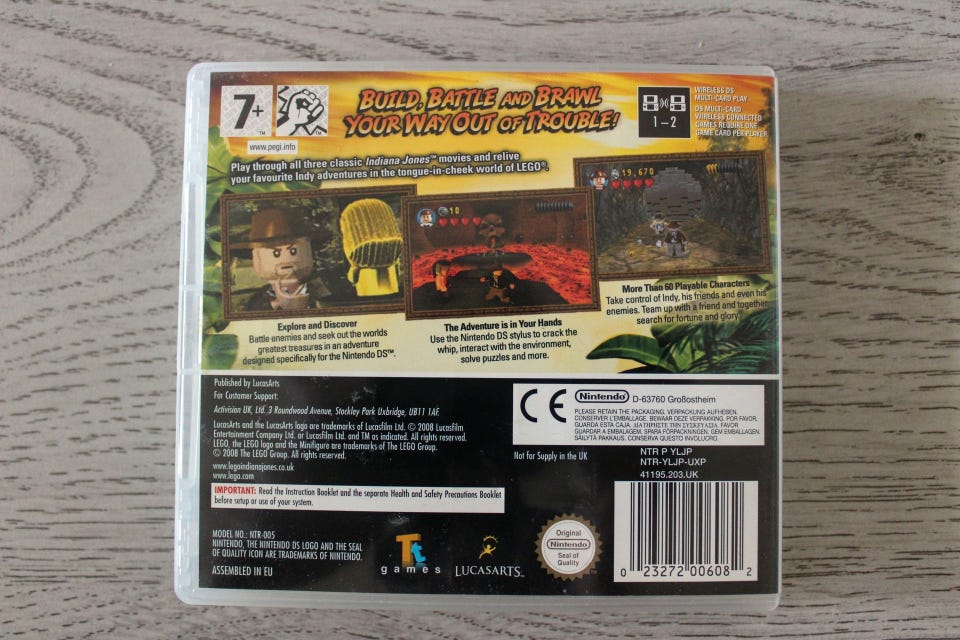 7+
™
™
www.pegi.info
BUILD, BATTLE AND BRAWL
YOUR WAY OUT OF TROUBLE!
1-2
WIRELESS DS
MULTI-CARD PLAY
DS MULTI-CARD
WIRELESS CONNECTED
GAMES REQUIRE ONE
GAME CARD PER PLAYER
Play through all three classic Indiana Jones™ movies and relive
your favourite Indy adventures in the tongue-in-cheek world of LEGO®.
10
19,670
Explore and Discover
Battle enemies and seek out the worlds
greatest treasures in an adventure
designed specifically for the Nintendo DS™.
The Adventure is in Your Hands
Use the Nintendo DS stylus to crack the
whip, interact with the environment,
solve puzzles and more.
More Than 60 Playable Characters
Take control of Indy, his friends and even his
enemies. Team up with a friend and together
search for fortune and glory!
Published by LucasArts
For Customer Support:
Activision UK, Ltd. 3 Roundwood Avenue, Stockley Park Uxbridge, UB11 1AF.
LucasArts and the LucasArts logo are trademarks of Lucasfilm Ltd. © 2008 Lucasfilm
Entertainment Company Ltd. or Lucasfilm Ltd. and TM as indicated. All rights reserved.
LEGO, the LEGO logo and the Minifigure are trademarks of The LEGO Group.
© 2008 The LEGO Group. All rights reserved.
www.legoindianajones.co.uk
www.lego.com
IMPORTANT: Read the Instruction Booklet and the separate Health and Safety Precautions Booklet
before setup or use of your system.
MODEL NO.: NTR-005
NINTENDO, THE NINTENDO DS LOGO AND THE SEAL
OF QUALITY ICON ARE TRADEMARKS OF NINTENDO.
ASSEMBLED IN EU
Tt
games
LUCASARTS™
CE
Nintendo
D-63760 Großostheim
PLEASE RETAIN THE PACKAGING. VERPACKUNG AUFHEBEN.
CONSERVER L'EMBALLAGE. BEWAAR DEZE VERPAKKING. POR FAVOR,
GUARDA ESTA CAJA. ΔΙΑΤΗΡΗΣΤΕ ΤΗΝ ΣΥΣΚΕΥΑΣΙΑ. FAVOR
GUARDAR A EMBALAGEM. SPARA FÖRPACKNINGEN. GEM EMBALLAGEN.
SÄILYTÄ PAKKAUS. CONSERVA QUESTO INVOLUCRO.
Not for Supply in the UK
NTR P YLJP
NTR-YLJP-UXP
41195.203.UK
Original
Nintendo
Seal of
Quality
0 23272 00608 2